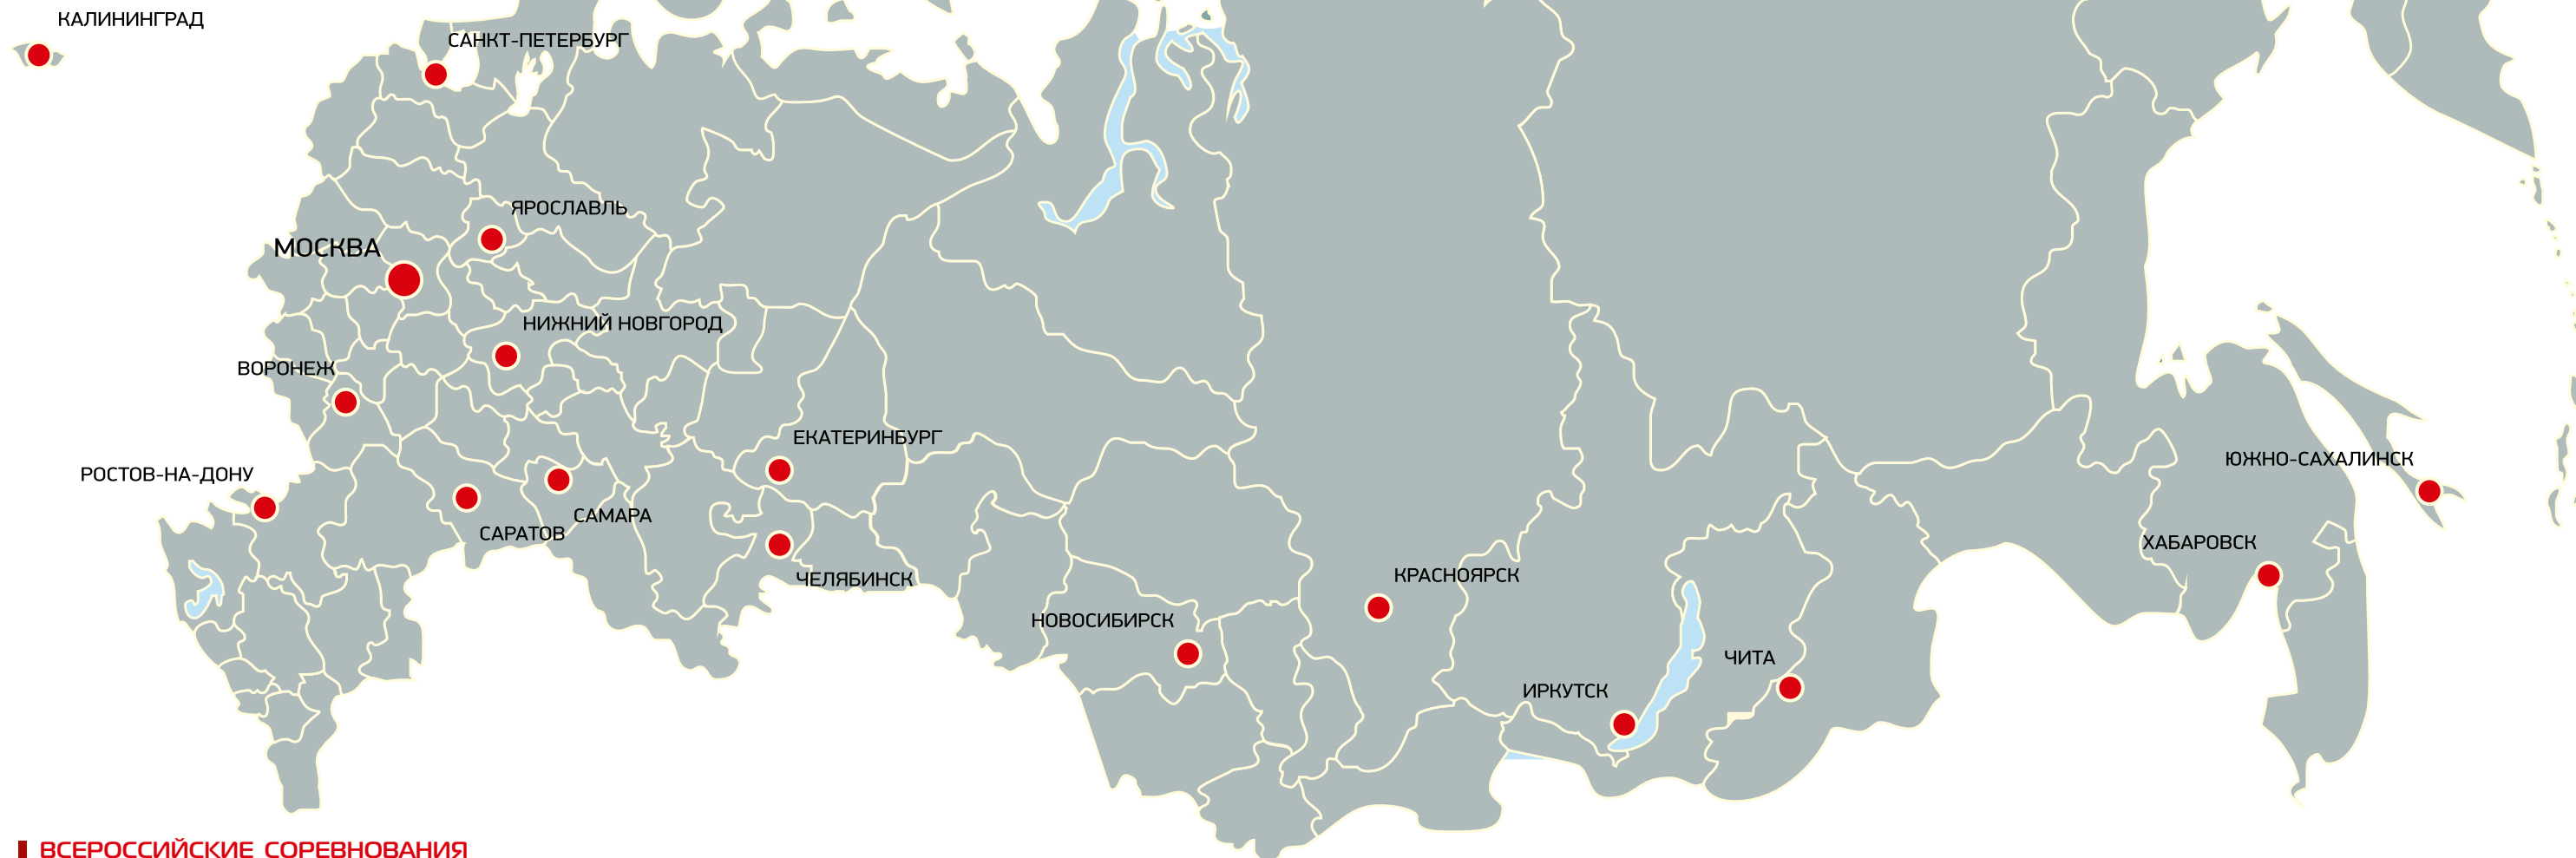 КАЛИНИНГРАД
САНКТ-ПЕТЕРБУРГ
ЯРОСЛАВЛЬ
МОСКВА
НИЖНИЙ НОВГОРОД
ВОРОНЕЖ
ЕКАТЕРИНБУРГ
РОСТОВ-НА-ДОНУ
ЮЖНО-САХАЛИНСК
САМАРА
САРАТОВ
ХАБАРОВСК
ЧЕЛЯБИНСК
КРАСНОЯРСК
НОВОСИБИРСК
ЧИТА
ИРКУТСК
ВСЕРОССИЙСКИЕ СОРЕВНОВАНИЯ